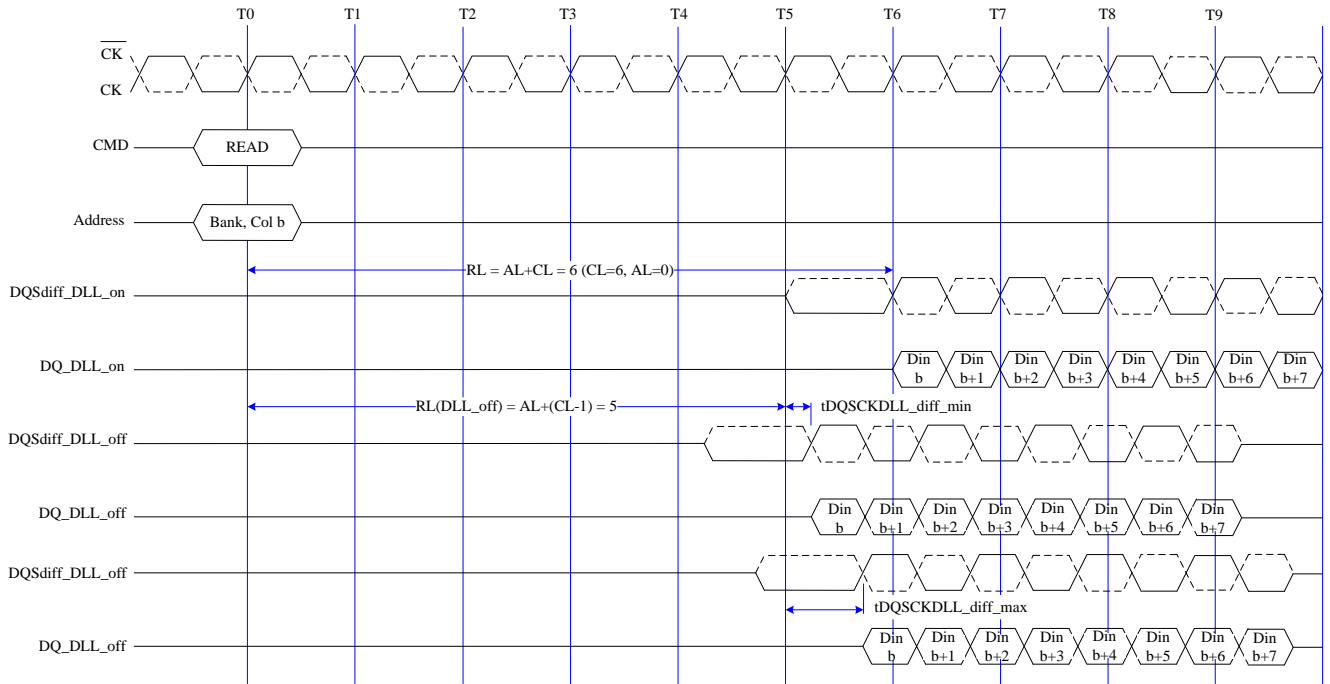 T0 T1 T2 T3 T4 T5 T6 T7 T8 T9
CK
CK
CMD
READ
Address
Bank, Col b
RL = AL+CL = 6 (CL=6, AL=0)
DQSdiff_DLL_on
DQ_DLL_on
Din b
Din b+1
Din b+2
Din b+3
Din b+4
Din b+5
Din b+6
Din b+7
RL(DLL_off) = AL+(CL-1) = 5
tDQSCKDLL_diff_min
DQSdiff_DLL_off
DQ_DLL_off
Din b
Din b+1
Din b+2
Din b+3
Din b+4
Din b+5
Din b+6
Din b+7
DQSdiff_DLL_off
tDQSCKDLL_diff_max
DQ_DLL_off
Din b
Din b+1
Din b+2
Din b+3
Din b+4
Din b+5
Din b+6
Din b+7